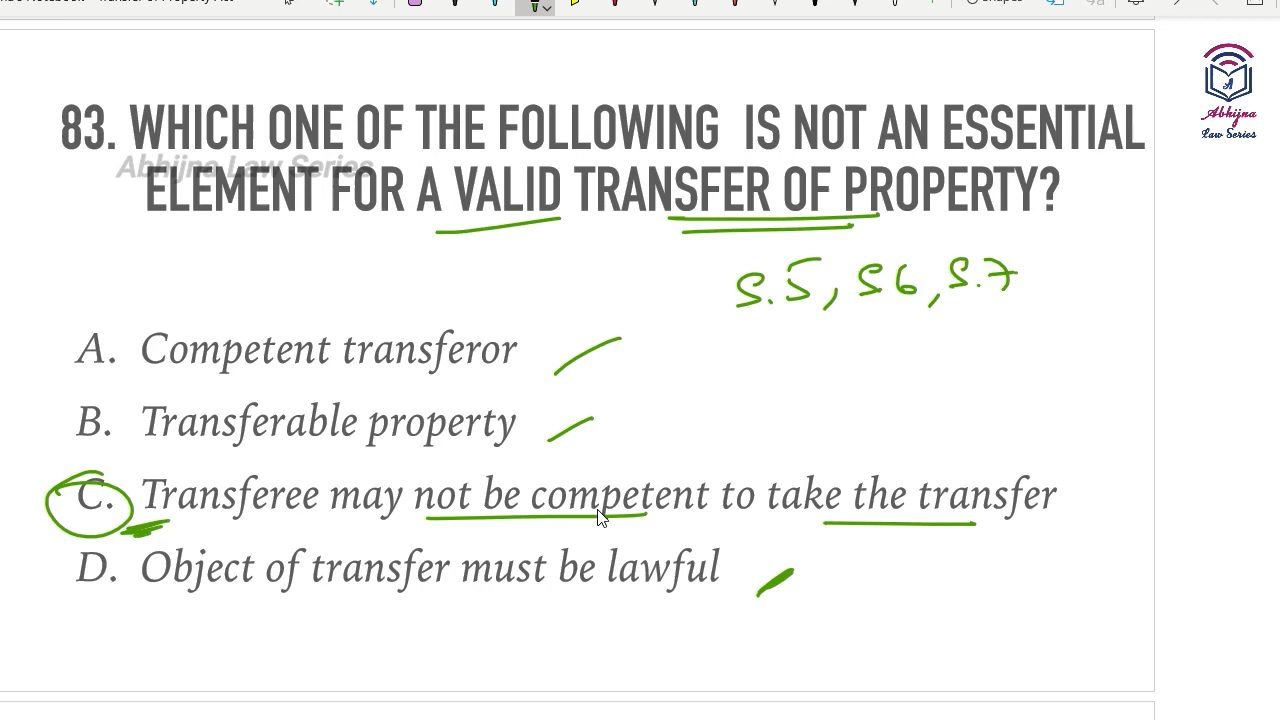 83. WHICH ONE OF THE FOLLOWING IS NOT AN ESSENTIAL
ELEMENT FOR A VALID TRANSFER OF PROPERTY?
Abhijna Law Series
S.5, S6, S.7
A. Competent transferor
B. Transferable property
C. Transferee may not be competent to take the transfer
D. Object of transfer must be lawful
A
Abhijna
Law Series